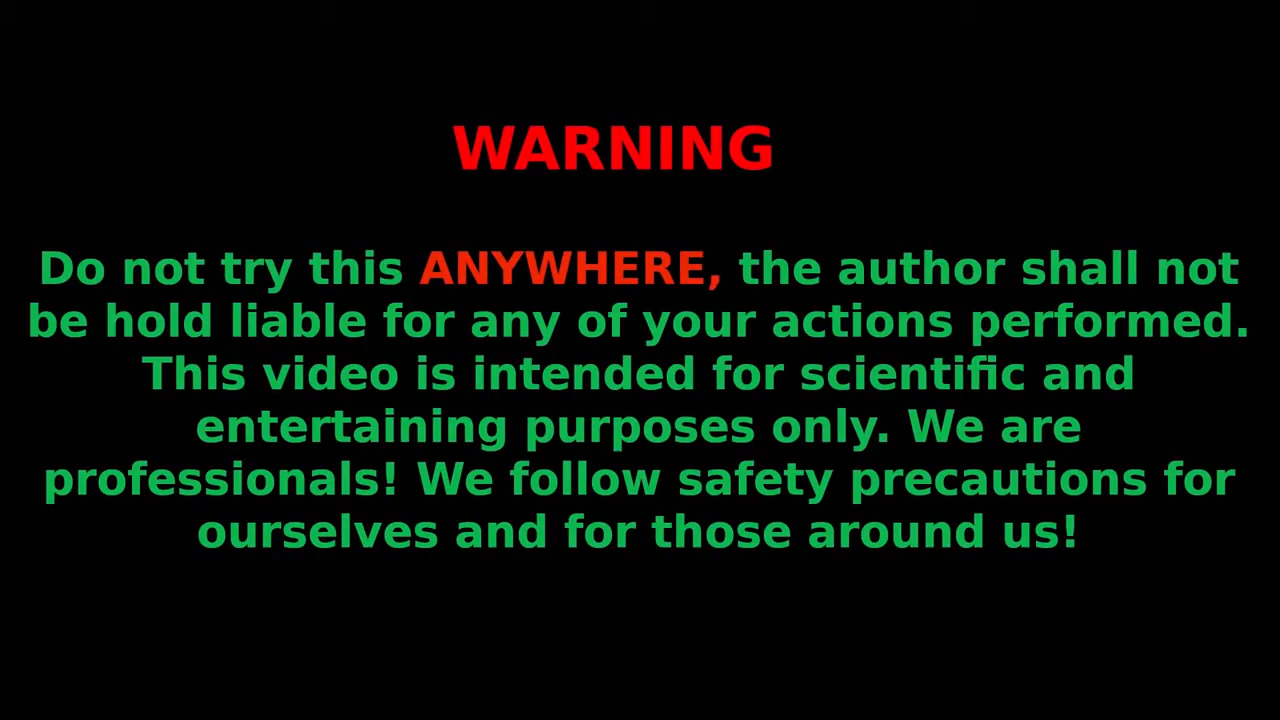 WARNING
Do not try this ANYWHERE, the author shall not
be hold liable for any of your actions performed.
This video is intended for scientific and
entertaining purposes only. We are
professionals! We follow safety precautions for
ourselves and for those around us!